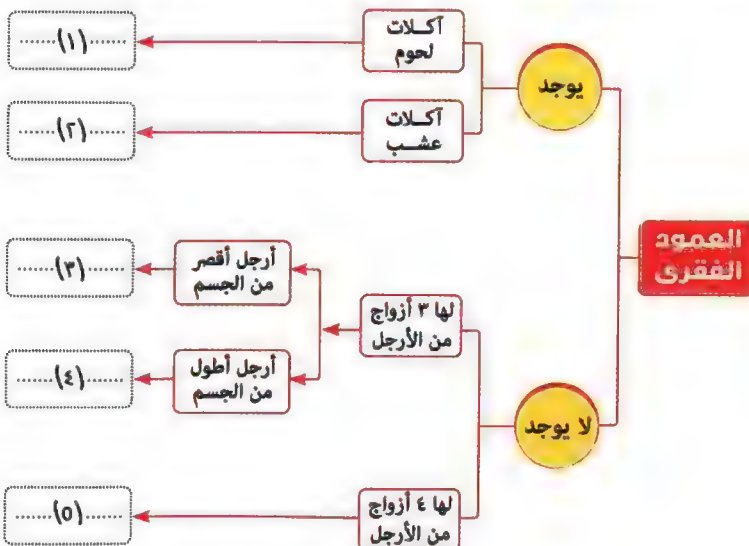 العمود
الفقرى
يوجد
آكلات
لحوم
......(١)......
آكلات
عشب
......(٢)......
لا يوجد
لها ٣ أزواج
من الأرجل
أرجل أقصر
من الجسم
......(٣)......
أرجل أطول
من الجسم
......(٤)......
لها ٤ أزواج
من الأرجل
......(٥)......